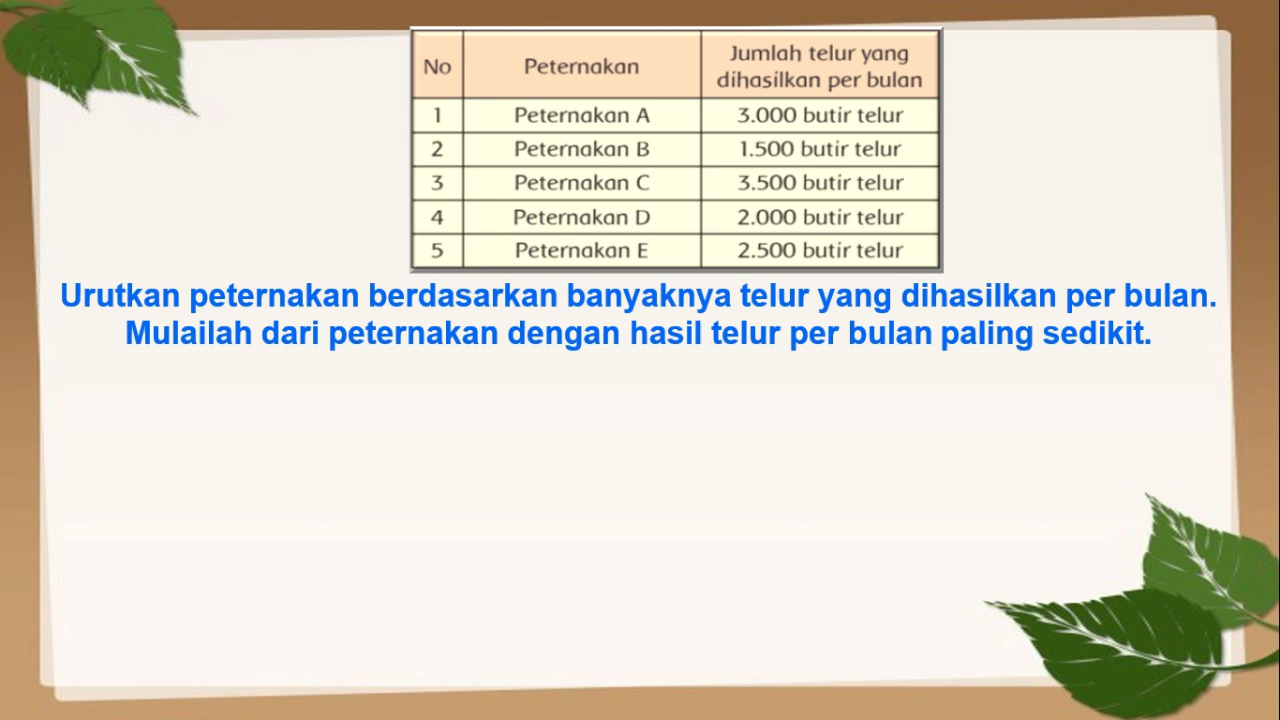 No Peternakan Jumlah telur yang dihasilkan per bulan
1 Peternakan A 3.000 butir telur
2 Peternakan B 1.500 butir telur
3 Peternakan C 3.500 butir telur
4 Peternakan D 2.000 butir telur
5 Peternakan E 2.500 butir telur
Urutkan peternakan berdasarkan banyaknya telur yang dihasilkan per bulan.
Mulailah dari peternakan dengan hasil telur per bulan paling sedikit.